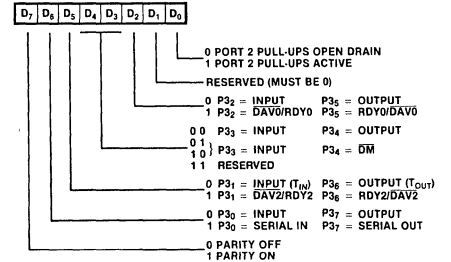 D7 D6 D5 D4 D3 D2 D1 D0
0 PORT 2 PULL-UPS OPEN DRAIN
1 PORT 2 PULL-UPS ACTIVE
RESERVED (MUST BE 0)
0 P32 = INPUT P35 = OUTPUT
1 P32 = DAV0/RDY0 P35 = RDY0/DAV0
0 0 P33 = INPUT P34 = OUTPUT
0 1
1 0 } P33 = INPUT P34 = DM
1 1 RESERVED
0 P31 = INPUT (TIN) P36 = OUTPUT (TOUT)
1 P31 = DAV2/RDY2 P36 = RDY2/DAV2
0 P30 = INPUT P37 = OUTPUT
1 P30 = SERIAL IN P37 = SERIAL OUT
0 PARITY OFF
1 PARITY ON